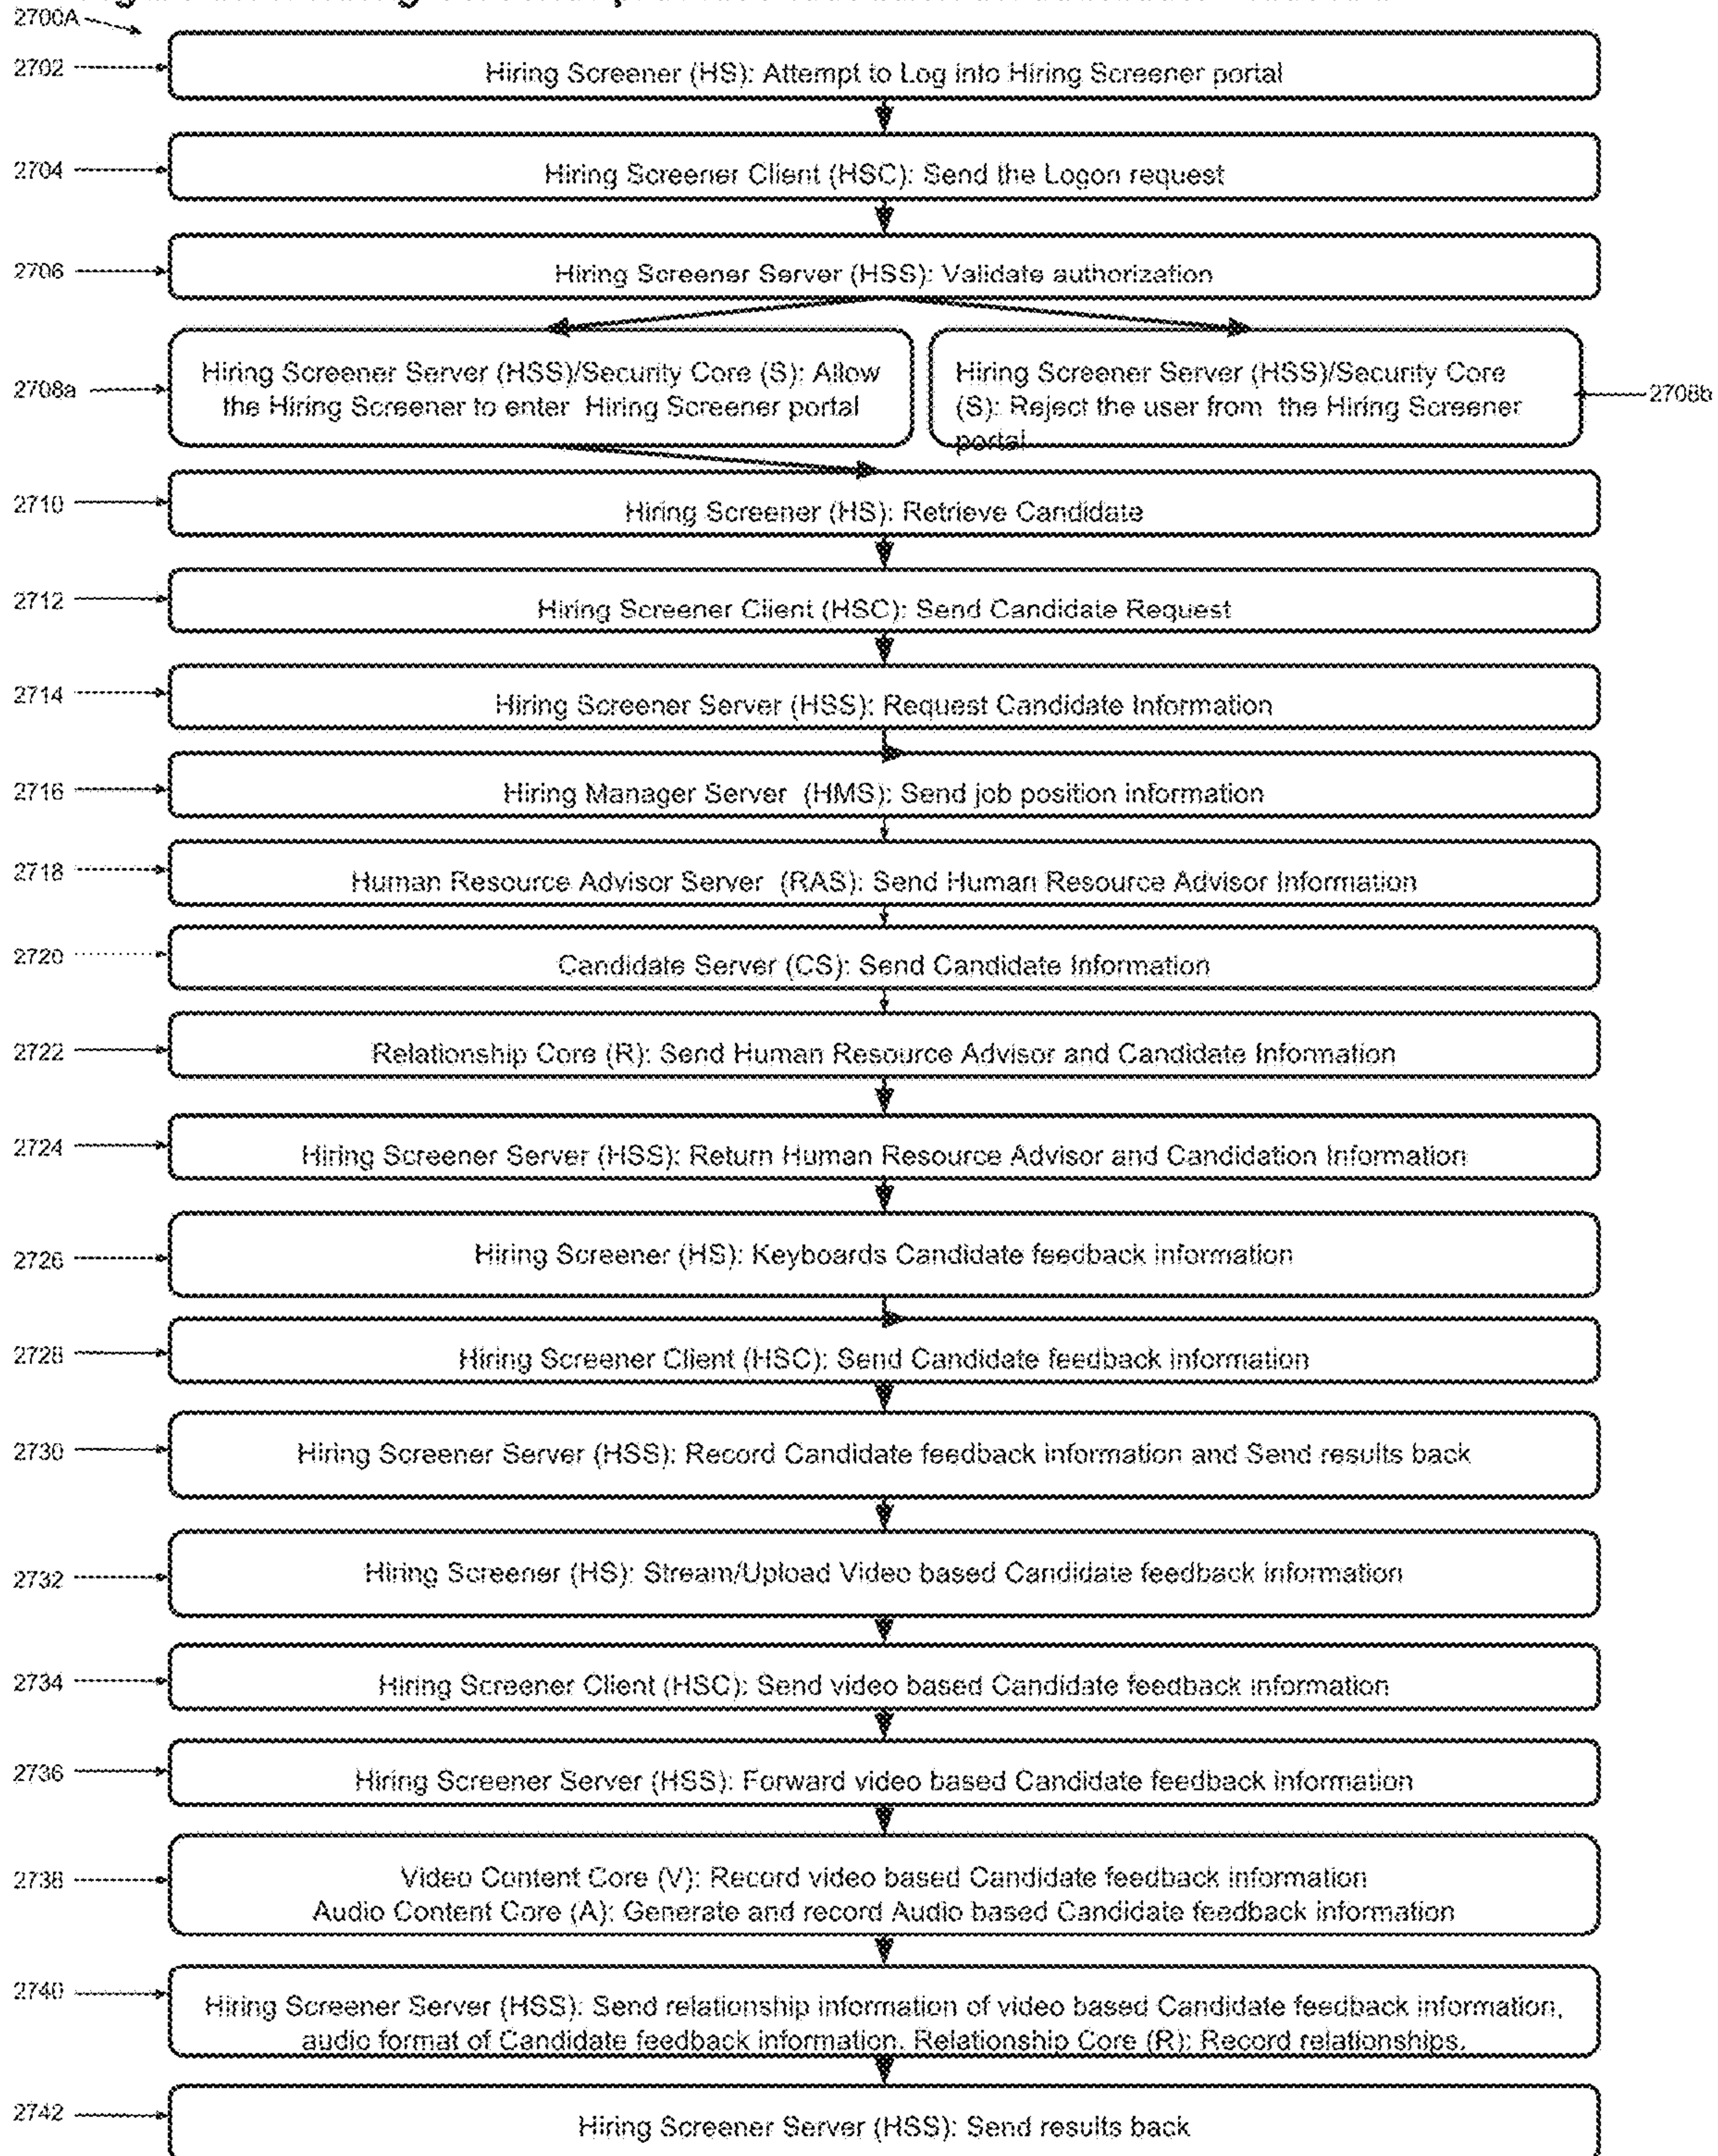 2700A
2702
Hiring Screener (HS): Attempt to Log into Hiring Screener portal
2704
Hiring Screener Client (HSC): Send the Logon request
2706
Hiring Screener Server (HSS): Validate authorization
2708a
Hiring Screener Server (HSS)/Security Core (S): Allow
the Hiring Screener to enter Hiring Screener portal
Hiring Screener Server (HSS)/Security Core
(S): Reject the user from the Hiring Screener
portal
2708b
2710
Hiring Screener (HS): Retrieve Candidate
2712
Hiring Screener Client (HSC): Send Candidate Request
2714
Hiring Screener Server (HSS): Request Candidate Information
2716
Hiring Manager Server (HMS): Send job position information
2718
Human Resource Advisor Server (RAS): Send Human Resource Advisor Information
2720
Candidate Server (CS): Send Candidate Information
2722
Relationship Core (R): Send Human Resource Advisor and Candidate Information
2724
Hiring Screener Server (HSS): Return Human Resource Advisor and Candidation Information
2726
Hiring Screener (HS): Keyboards Candidate feedback information
2728
Hiring Screener Client (HSC): Send Candidate feedback information
2730
Hiring Screener Server (HSS): Record Candidate feedback information and Send results back
2732
Hiring Screener (HS): Stream/Upload Video based Candidate feedback information
2734
Hiring Screener Client (HSC): Send video based Candidate feedback information
2736
Hiring Screener Server (HSS): Forward video based Candidate feedback information
2738
Video Content Core (V): Record video based Candidate feedback information
Audio Content Core (A): Generate and record Audio based Candidate feedback information
2740
Hiring Screener Server (HSS): Send relationship information of video based Candidate feedback information,
audio format of Candidate feedback information. Relationship Core (R): Record relationships.
2742
Hiring Screener Server (HSS): Send results back